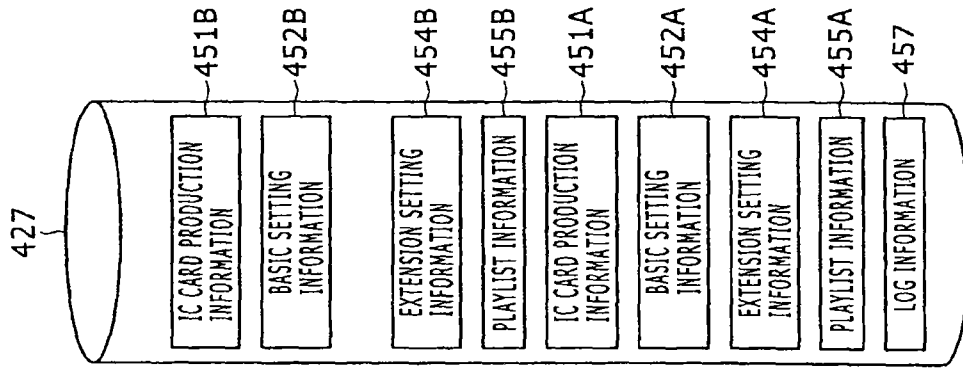 427
IC CARD PRODUCTION
INFORMATION
451B
BASIC SETTING
INFORMATION
452B
EXTENSION SETTING
INFORMATION
454B
PLAYLIST INFORMATION
455B
IC CARD PRODUCTION
INFORMATION
451A
BASIC SETTING
INFORMATION
452A
EXTENSION SETTING
INFORMATION
454A
PLAYLIST INFORMATION
455A
LOG INFORMATION
457